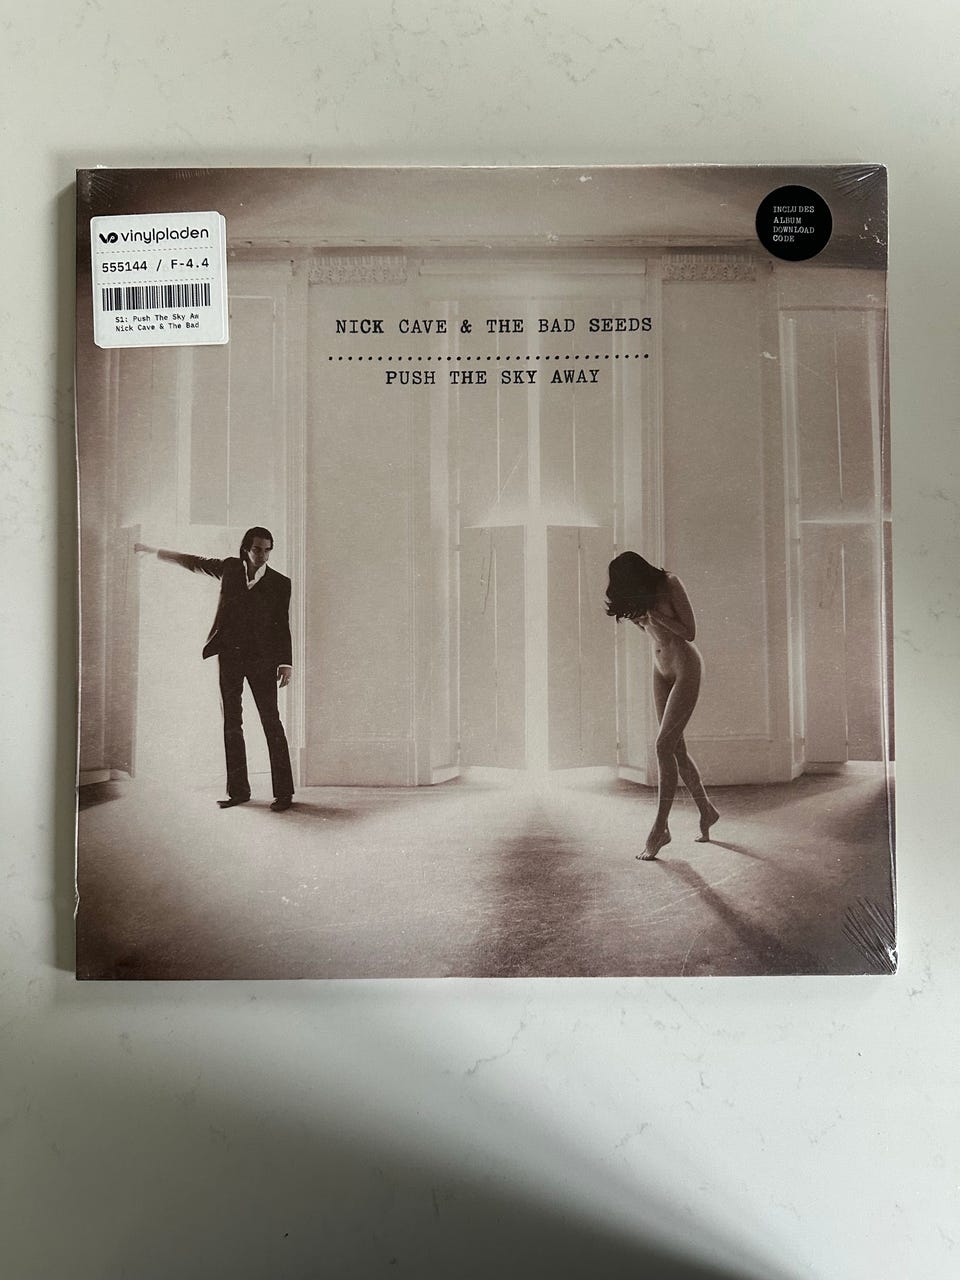 vinylpladen
555144 / F-4.4
S1: Push The Sky Aw
Nick Cave & The Bad
INCLUDES
ALBUM
DOWNLOAD
CODE
NICK CAVE & THE BAD SEEDS
PUSH THE SKY AWAY